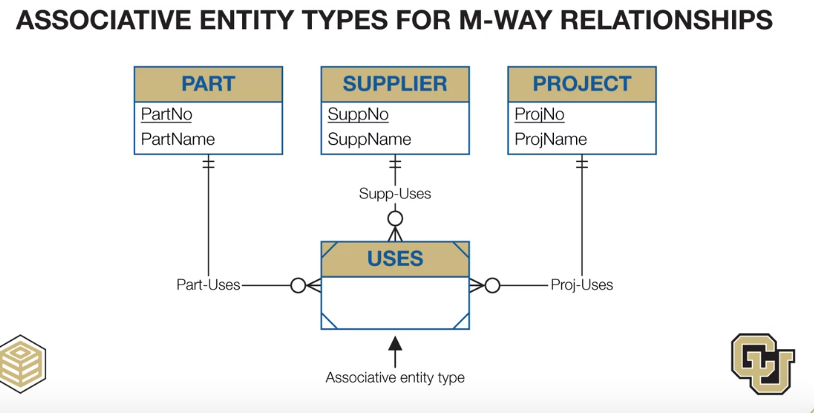 ASSOCIATIVE ENTITY TYPES FOR M-WAY RELATIONSHIPS
PART
PartNo
PartName
SUPPLIER
SuppNo
SuppName
PROJECT
ProjNo
ProjName
Supp-Uses
USES
Part-Uses
Proj-Uses
Associative entity type
CU